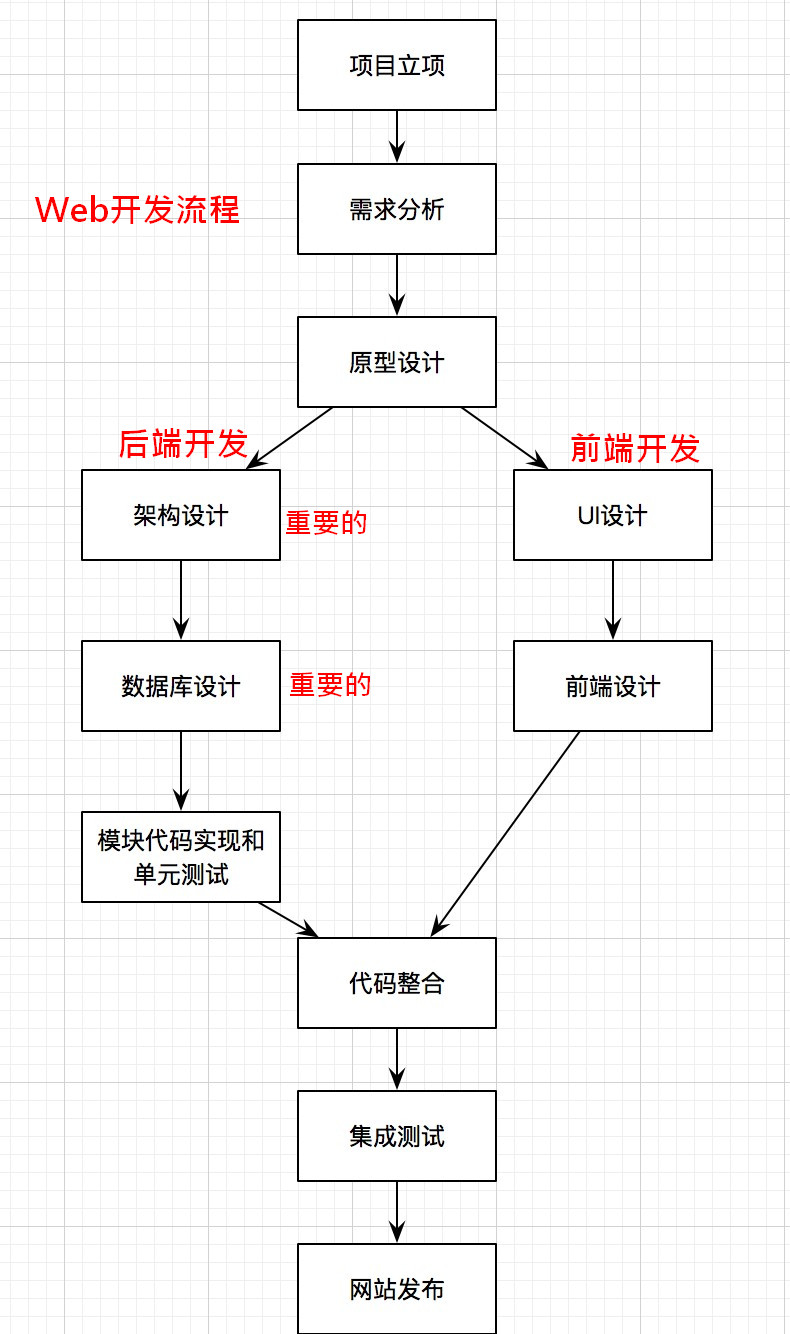 项目立项
Web开发流程
需求分析
原型设计
后端开发
前端开发
架构设计
重要的
UI设计
数据库设计
重要的
前端设计
模块代码实现和
单元测试
代码整合
集成测试
网站发布